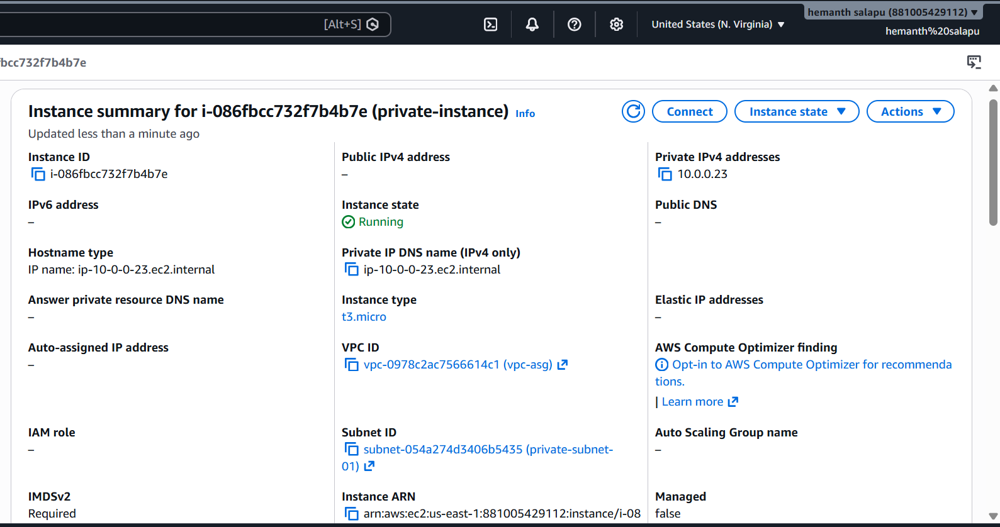 [Alt+S]
United States (N. Virginia)
hemanth salapu (881005429112)
hemanth%20salapu
fbcc732f7b4b7e
Instance summary for i-086fbcc732f7b4b7e (private-instance) Info
Connect
Instance state
Actions
Updated less than a minute ago
Instance ID
i-086fbcc732f7b4b7e
Public IPv4 address
–
Private IPv4 addresses
10.0.0.23
IPv6 address
–
Instance state
Running
Public DNS
–
Hostname type
IP name: ip-10-0-0-23.ec2.internal
Private IP DNS name (IPv4 only)
ip-10-0-0-23.ec2.internal
Answer private resource DNS name
–
Instance type
t3.micro
Elastic IP addresses
–
Auto-assigned IP address
–
VPC ID
vpc-0978c2ac7566614c1 (vpc-asg)
AWS Compute Optimizer finding
Opt-in to AWS Compute Optimizer for recommenda
tions.
| Learn more
IAM role
–
Subnet ID
subnet-054a274d3406b5435 (private-subnet-
01)
Auto Scaling Group name
–
IMDSv2
Required
Instance ARN
arn:aws:ec2:us-east-1:881005429112:instance/i-08
Managed
false